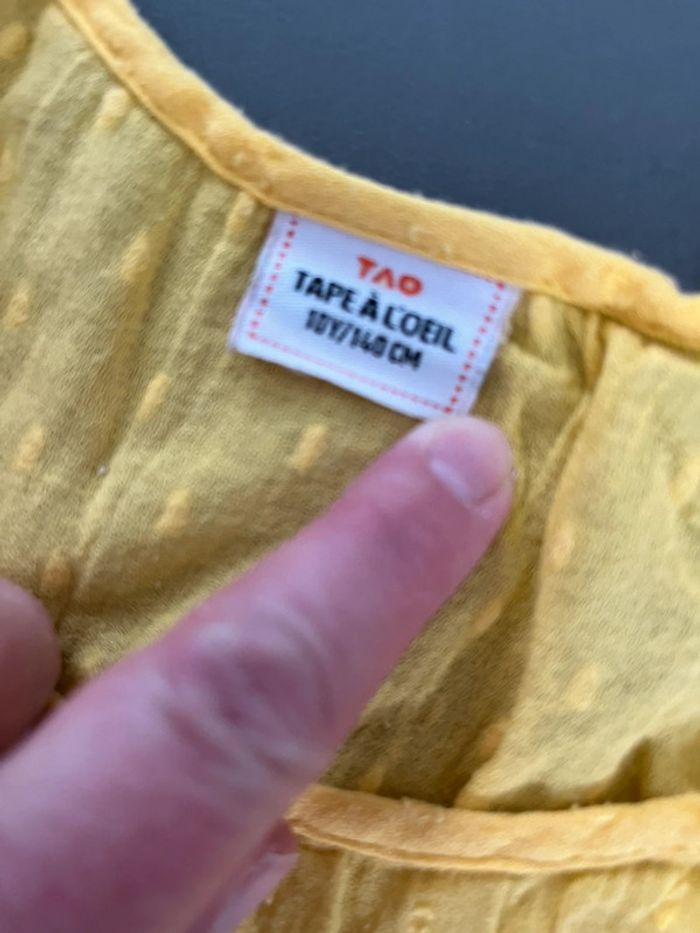 TAO
TAPE À L'OEIL
10Y/140 CM